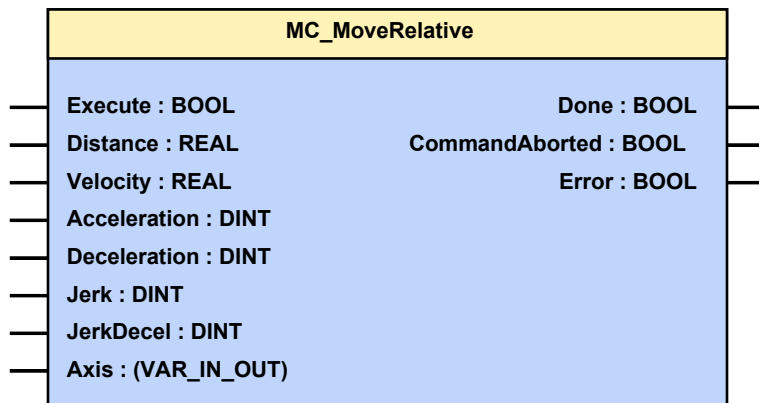 MC_MoveRelative
Execute : BOOL Done : BOOL
Distance : REAL CommandAborted : BOOL
Velocity : REAL Error : BOOL
Acceleration : DINT
Deceleration : DINT
Jerk : DINT
JerkDecel : DINT
Axis : (VAR_IN_OUT)